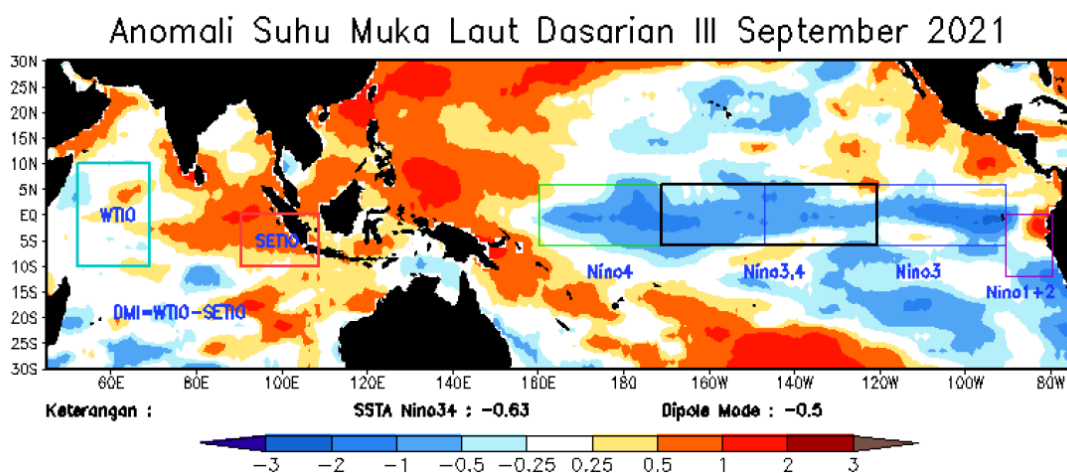 Anomali Suhu Muka Laut Dasarian III September 2021
30N
25N
20N
15N
10N
5N
EQ
5S
10S
15S
20S
25S
30S
WTIO
SETIO
Nino4
Nino3,4
Nino3
Nino1+2
DMI=WTIO-SETIO
60E 80E 100E 120E 140E 160E 180 160W 140W 120W 100W 80W
Keterangan : SSTA Nino34 : -0.63 Dipole Mode : -0.5
-3 -2 -1 -0.5 -0.25 0.25 0.5 1 2 3